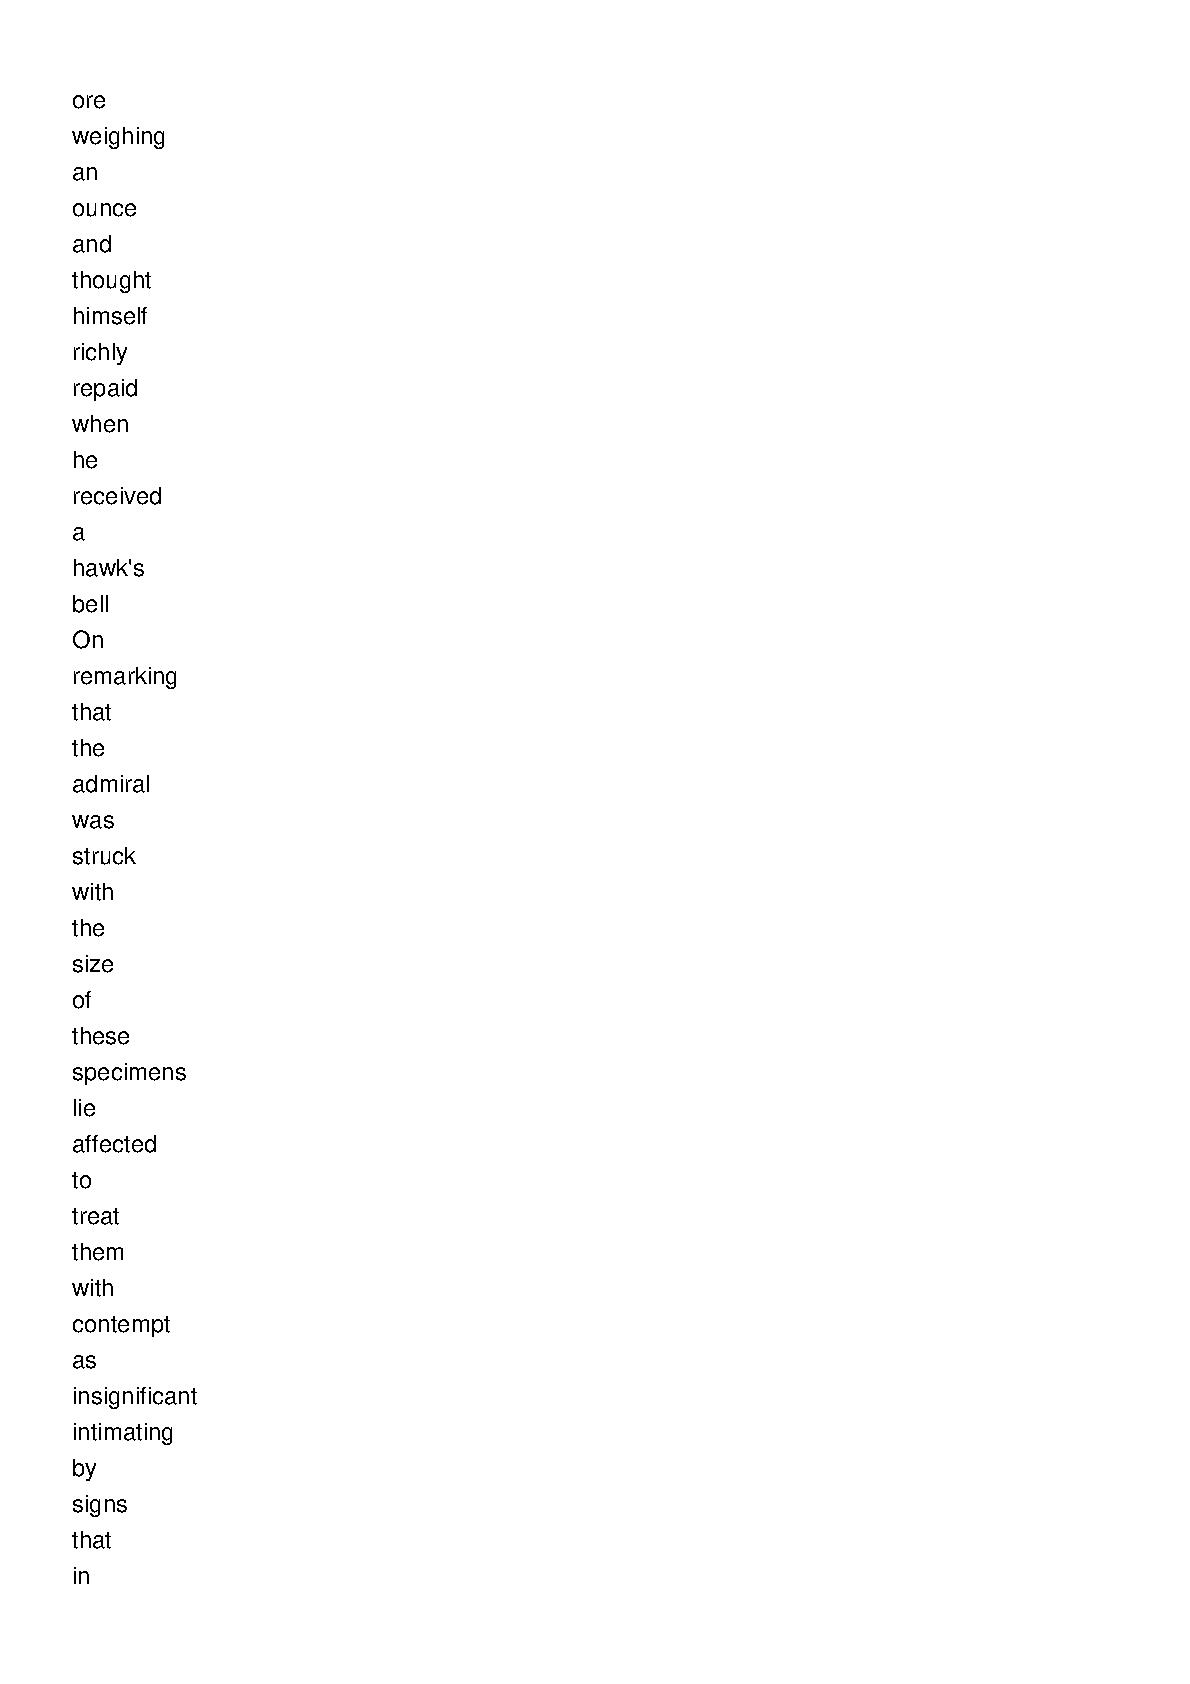 ore
weighing
an
ounce
and
thought
himself
richly
repaid
when
he
received
a
hawk's
bell
On
remarking
that
the
admiral
was
struck
with
the
size
of
these
specimens
lie
affected
to
treat
them
with
contempt
as
insignificant
intimating
by
signs
that
in